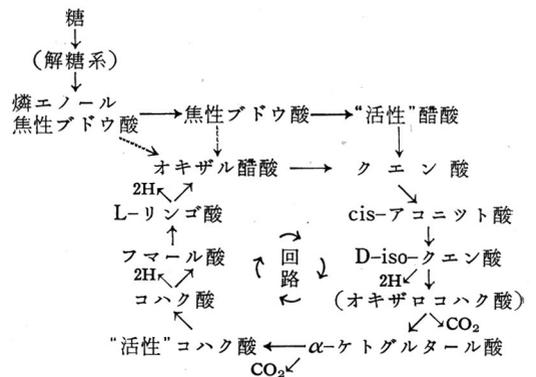 糖
(解糖系)
燐エノール
焦性ブドウ酸
焦性ブドウ酸
“活性”醋酸
オキザル醋酸
クエン酸
2H
L-リンゴ酸
cis-アコニット酸
フマール酸
回路
D-iso-クエン酸
2H
2H
コハク酸
(オキザロコハク酸)
CO₂
“活性”コハク酸
α-ケトグルタール酸
CO₂